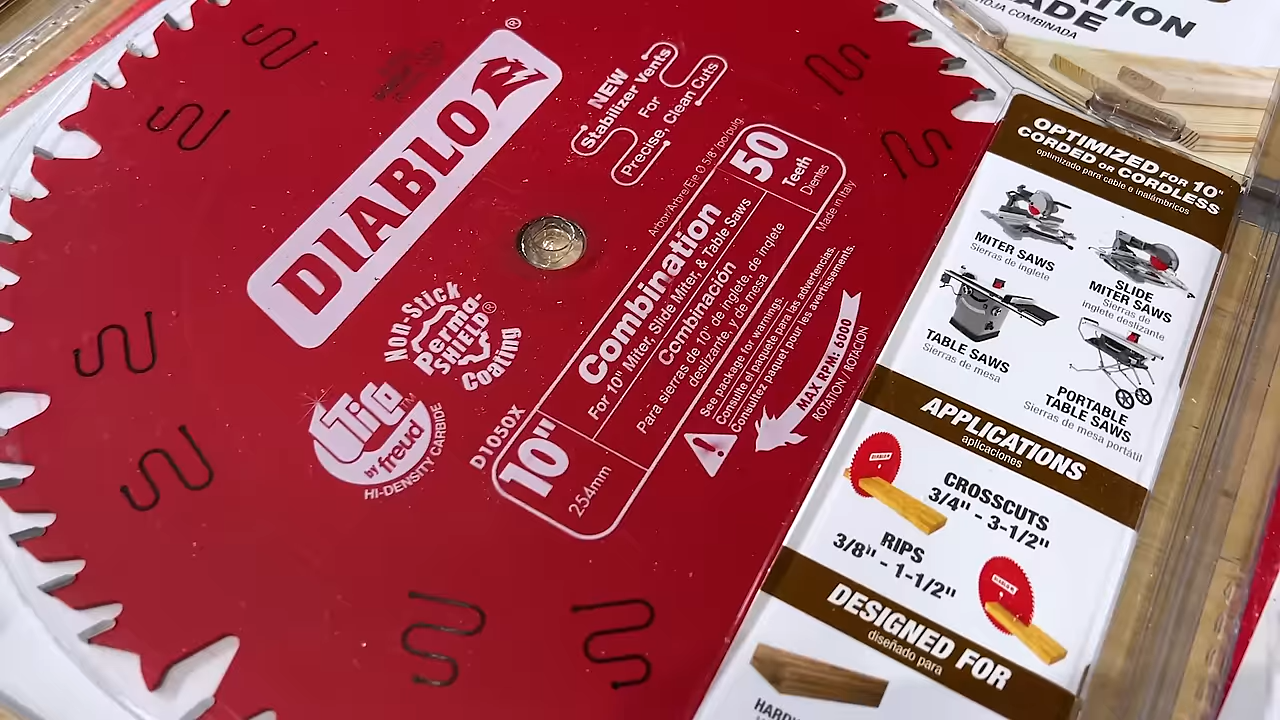 DIABLO®
NEW
Stabilizer Vents
For
Precise, clean Cuts
Non-Stick
Perma-
SHIELD®
Coating
TiCo™
by freud
HI-DENSITY CARBIDE
D1050X
10"
254mm
Arbor/Arbre/Eje Ø 5/8"/po/pulg.
Combination
For 10" Miter, Slide Miter, & Table Saws
Combinación
Para sierras de 10" de inglete, de inglete
deslizante, y de mesa
50
Teeth
Dientes
Made in Italy
See package for warnings.
Consulte el paquete para las advertencias.
Consultez paquet pour les avertissements.
MAX RPM: 6000
ROTATION / ROTACIÓN
ADE
HOJA COMBINADA
OPTIMIZED FOR 10"
CORDED OR CORDLESS
optimizado para cable e inalámbricos
MITER SAWS
Sierras de inglete
SLIDE
MITER SAWS
Sierras de
inglete deslizante
TABLE SAWS
Sierras de mesa
PORTABLE
TABLE SAWS
Sierras de mesa portátil
APPLICATIONS
aplicaciones
CROSSCUTS
3/4" - 3-1/2"
RIPS
3/8" - 1-1/2"
DESIGNED FOR
diseñado para